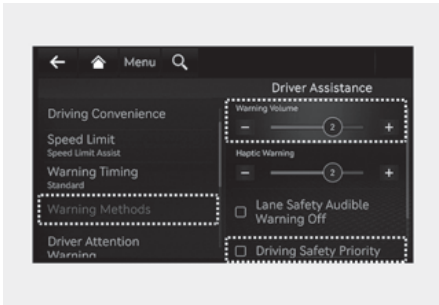 Menu
Driver Assistance
Driving Convenience
Speed Limit
Speed Limit Assist
Warning Timing
Standard
Warning Methods
Driver Attention
Warning
Warning Volume
- 2 +
Haptic Warning
- 2 +
Lane Safety Audible
Warning Off
Driving Safety Priority